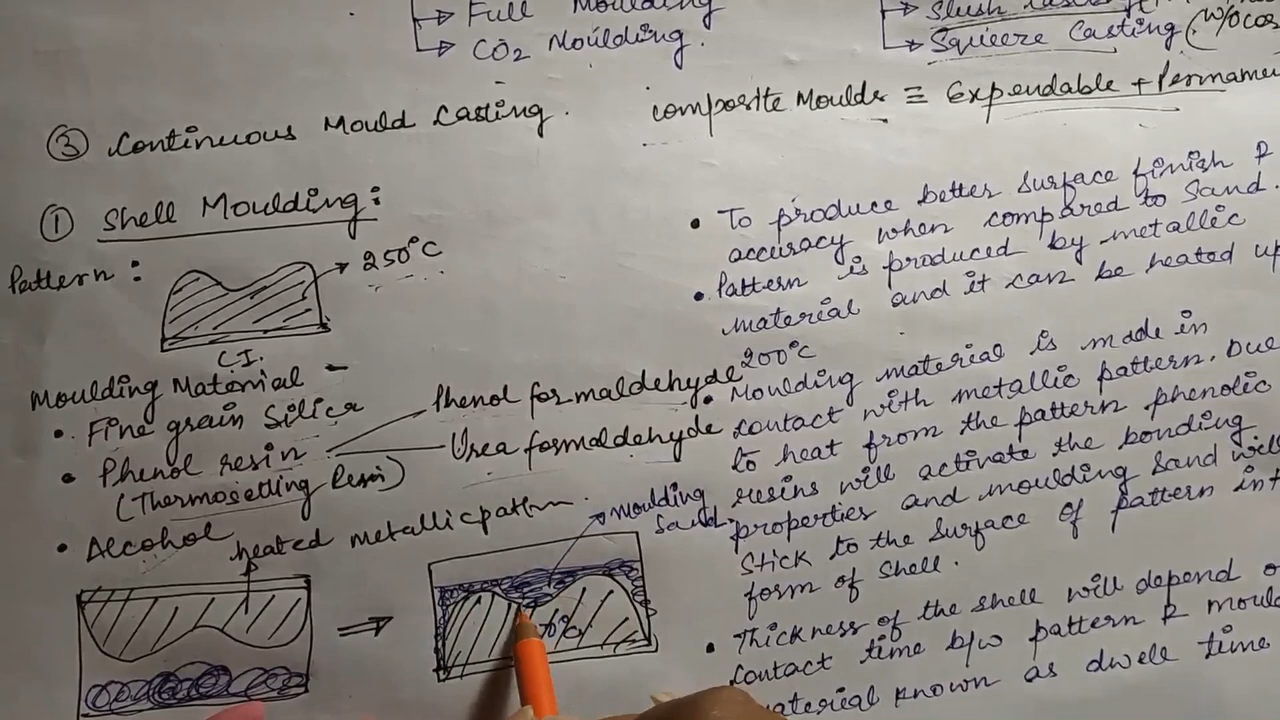 Full Moulding
CO2 Moulding.
Slush
Squeeze Casting (w/o cos
③ Continuous Mould Casting.
Composite Moulds ≡ Expendable + Permane
① Shell Moulding:
Pattern:
250°C
C.I.
Moulding Material -
• Fine grain Silica
• Phenol resin
(Thermosetting Resin)
Phenol formaldehyde
Urea formaldehyde
• Alcohol
heated metallic pattern.
moulding
sand.
• To produce better surface finish &
accuracy when compared to sand.
• Pattern is produced by metallic
material and it can be heated up
200°C
• Moulding material is made in
contact with metallic pattern. Due
to heat from the pattern phenolic
resins will activate the bonding
properties and moulding sand will
stick to the surface of pattern int
form of shell.
• Thickness of the shell will depend o
contact time b/w pattern & mould
material known as dwell time